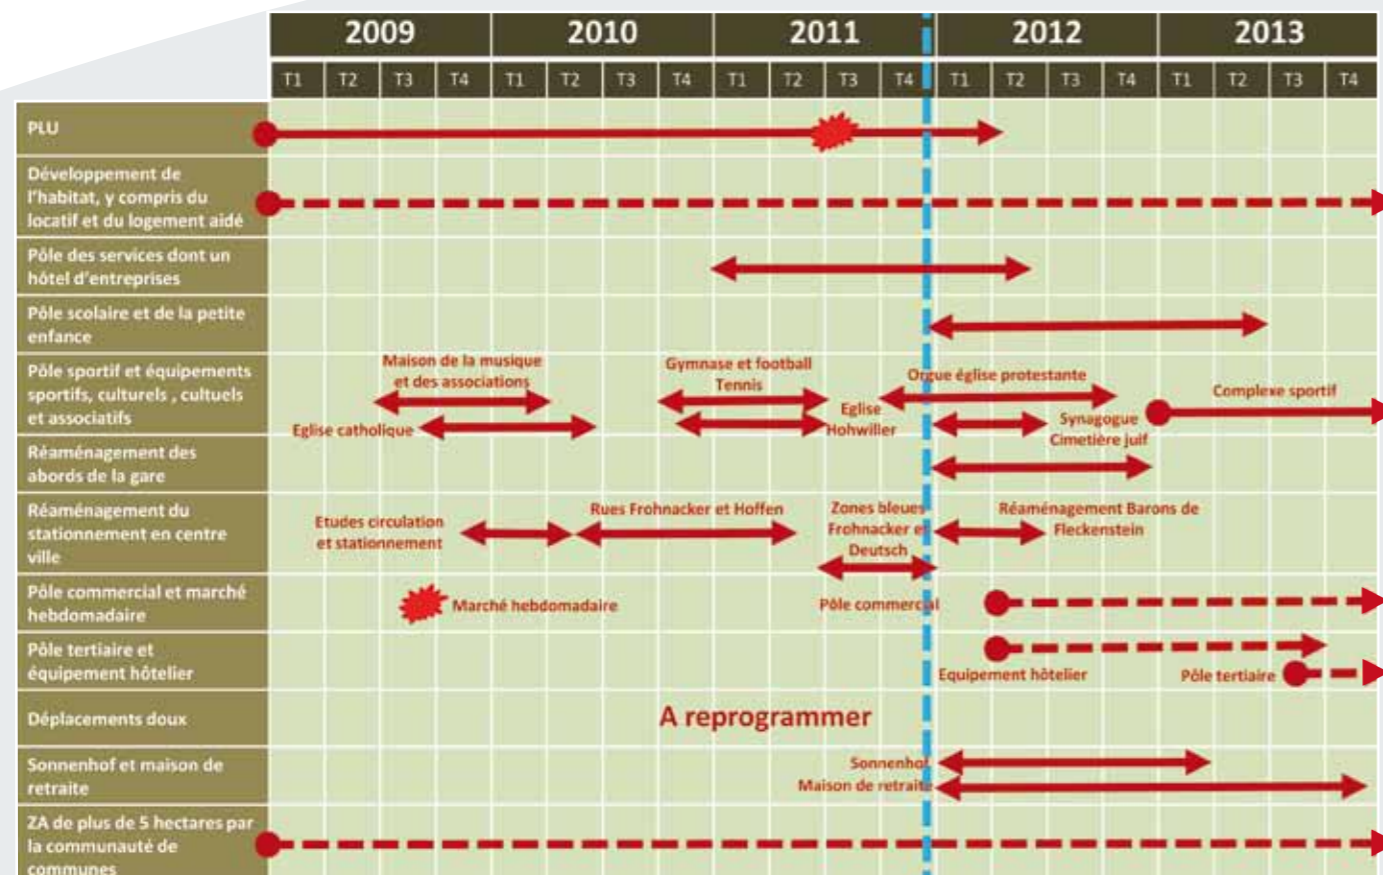 2009 2010 2011 2012 2013
T1 T2 T3 T4 T1 T2 T3 T4 T1 T2 T3 T4 T1 T2 T3 T4 T1 T2 T3 T4
PLU
Développement de
l'habitat, y compris du
locatif et du logement aidé
Pôle des services dont un
hôtel d'entreprises
Pôle scolaire et de la petite
enfance
Pôle sportif et équipements
sportifs, culturels , cultuels
et associatifs
Maison de la musique
et des associations
Eglise catholique
Gymnase et football
Tennis
Eglise
Hohwiller
Orgue église protestante
Synagogue
Cimetière juif
Complexe sportif
Réaménagement des
abords de la gare
Réaménagement du
stationnement en centre
ville
Etudes circulation
et stationnement
Rues Frohnacker et Hoffen
Zones bleues
Frohnacker et
Deutsch
Réaménagement Barons de
Fleckenstein
Pôle commercial et marché
hebdomadaire
Marché hebdomadaire
Pôle commercial
Pôle tertiaire et
équipement hôtelier
Equipement hôtelier
Pôle tertiaire
Déplacements doux
A reprogrammer
Sonnenhof et maison de
retraite
Sonnenhof
Maison de retraite
ZA de plus de 5 hectares par
la communauté de
communes